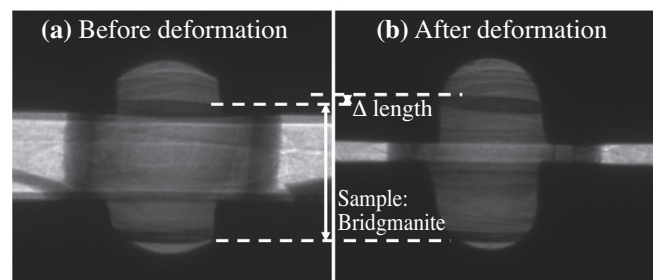 (a) Before deformation
(b) After deformation
Δ length
Sample:
Bridgmanite